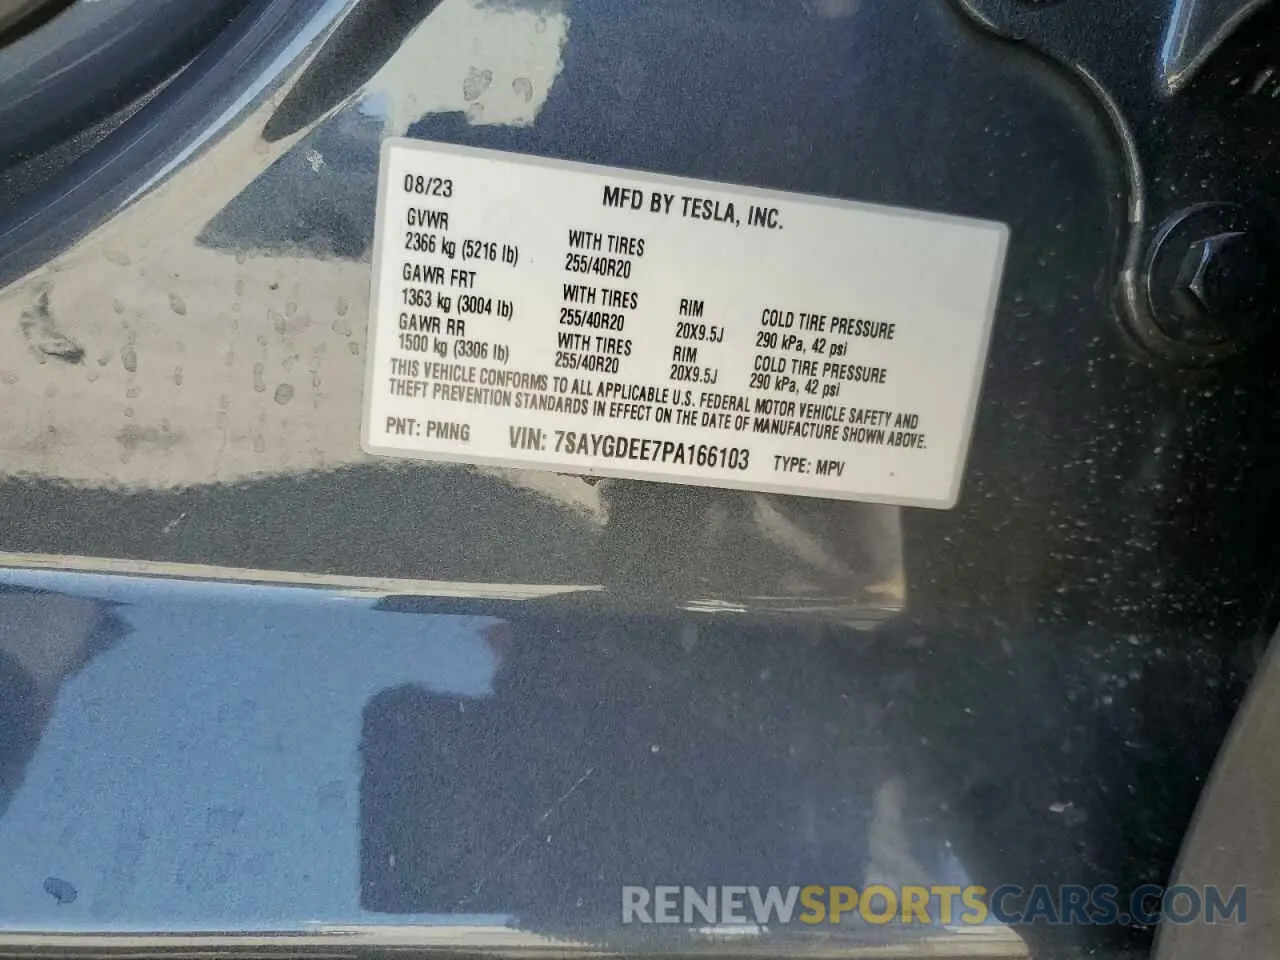 08/23 MFD BY TESLA, INC.
GVWR
2366 kg (5216 lb) WITH TIRES 255/40R20
GAWR FRT
1363 kg (3004 lb) WITH TIRES 255/40R20 RIM 20X9.5J COLD TIRE PRESSURE 290 kPa, 42 psi
GAWR RR
1500 kg (3306 lb) WITH TIRES 255/40R20 RIM 20X9.5J COLD TIRE PRESSURE 290 kPa, 42 psi
THIS VEHICLE CONFORMS TO ALL APPLICABLE U.S. FEDERAL MOTOR VEHICLE SAFETY AND
THEFT PREVENTION STANDARDS IN EFFECT ON THE DATE OF MANUFACTURE SHOWN ABOVE.
PNT: PMNG VIN: 7SAYGDEE7PA166103 TYPE: MPV
RENEWSPORTSCARS.COM